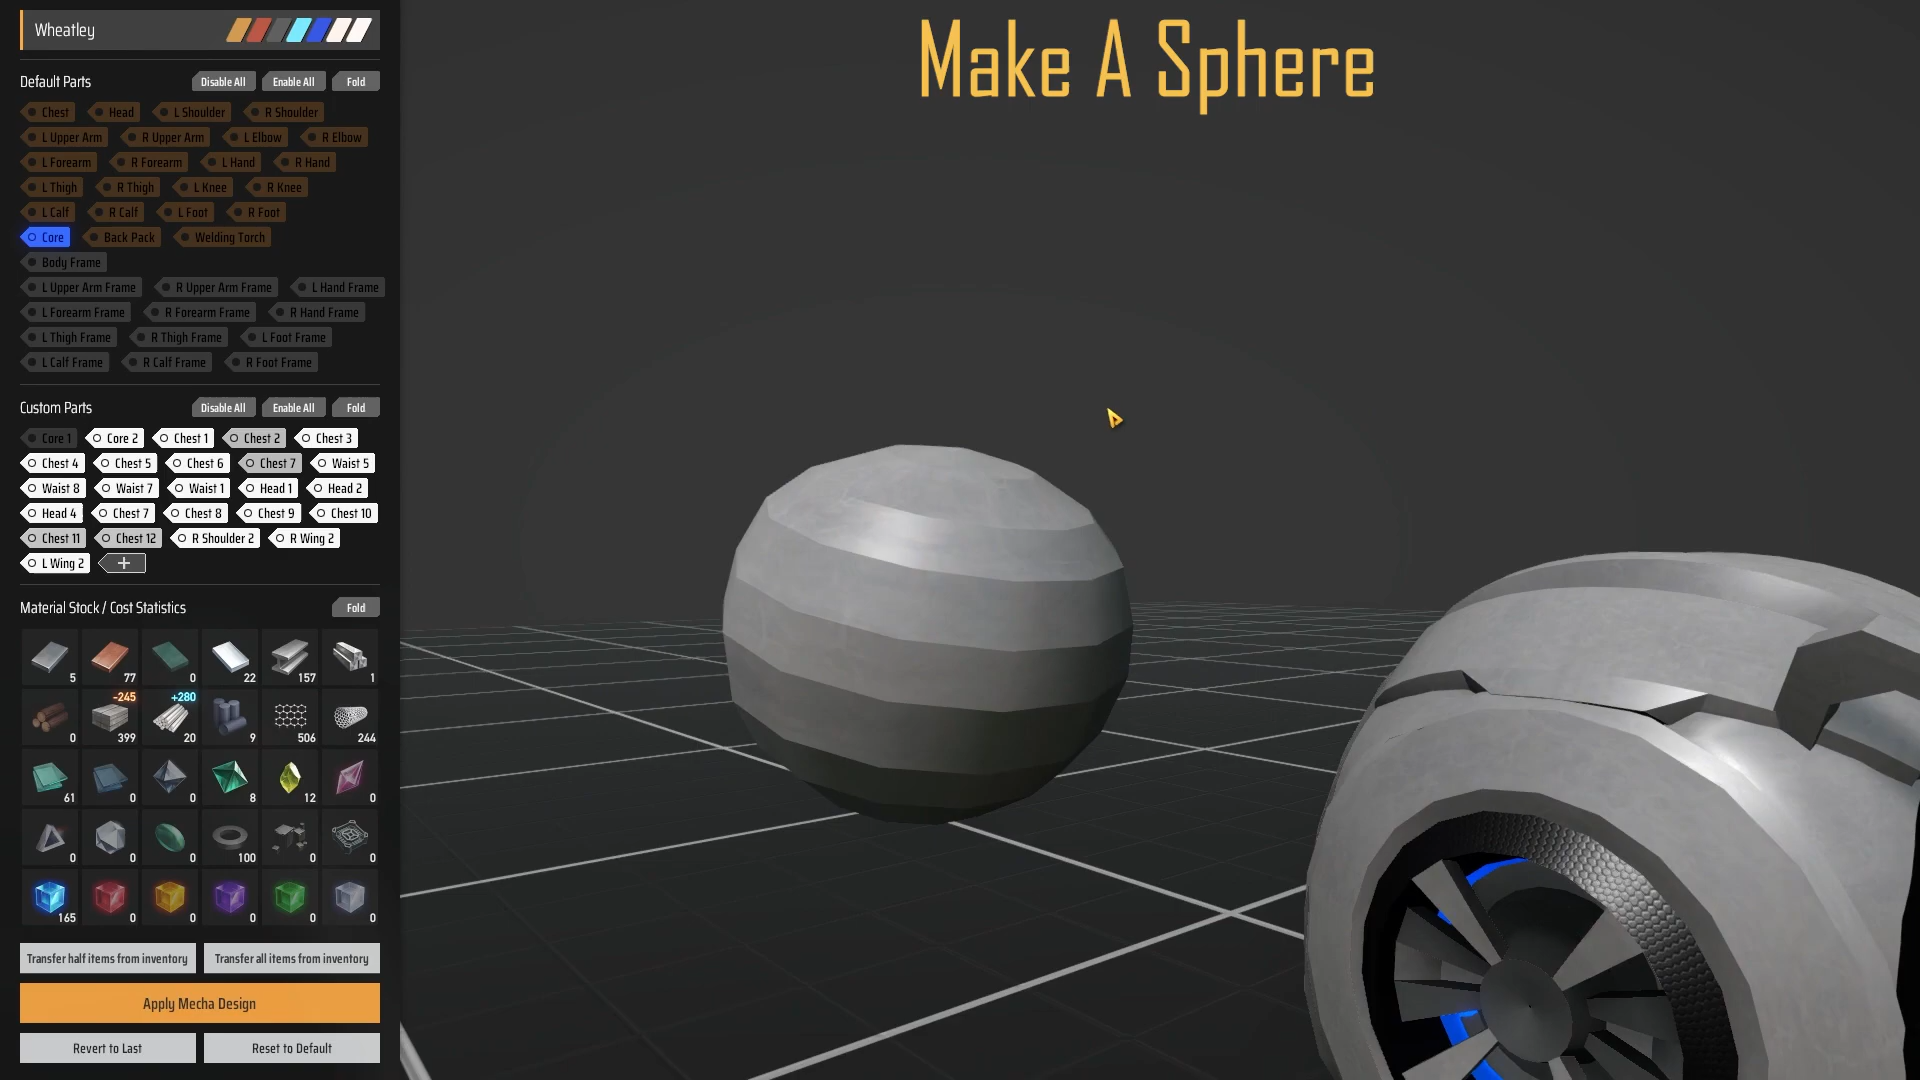 Wheatley
Make A Sphere
Default Parts
Disable All
Enable All
Fold
Chest
Head
L Shoulder
R Shoulder
L Upper Arm
R Upper Arm
L Elbow
R Elbow
L Forearm
R Forearm
L Hand
R Hand
L Thigh
R Thigh
L Knee
R Knee
L Calf
R Calf
L Foot
R Foot
Core
Back Pack
Welding Torch
Body Frame
L Upper Arm Frame
R Upper Arm Frame
L Hand Frame
L Forearm Frame
R Forearm Frame
R Hand Frame
L Thigh Frame
R Thigh Frame
L Foot Frame
L Calf Frame
R Calf Frame
R Foot Frame
Custom Parts
Disable All
Enable All
Fold
Core 1
Core 2
Chest 1
Chest 2
Chest 3
Chest 4
Chest 5
Chest 6
Chest 7
Waist 5
Waist 8
Waist 7
Waist 1
Head 1
Head 2
Head 4
Chest 7
Chest 8
Chest 9
Chest 10
Chest 11
Chest 12
R Shoulder 2
R Wing 2
L Wing 2
+
Material Stock / Cost Statistics
Fold
5
77
0
22
157
1
-245
+280
0
399
20
9
506
244
61
0
0
8
12
0
0
0
0
100
0
0
165
0
0
0
0
0
Transfer half items from inventory
Transfer all items from inventory
Apply Mecha Design
Revert to Last
Reset to Default